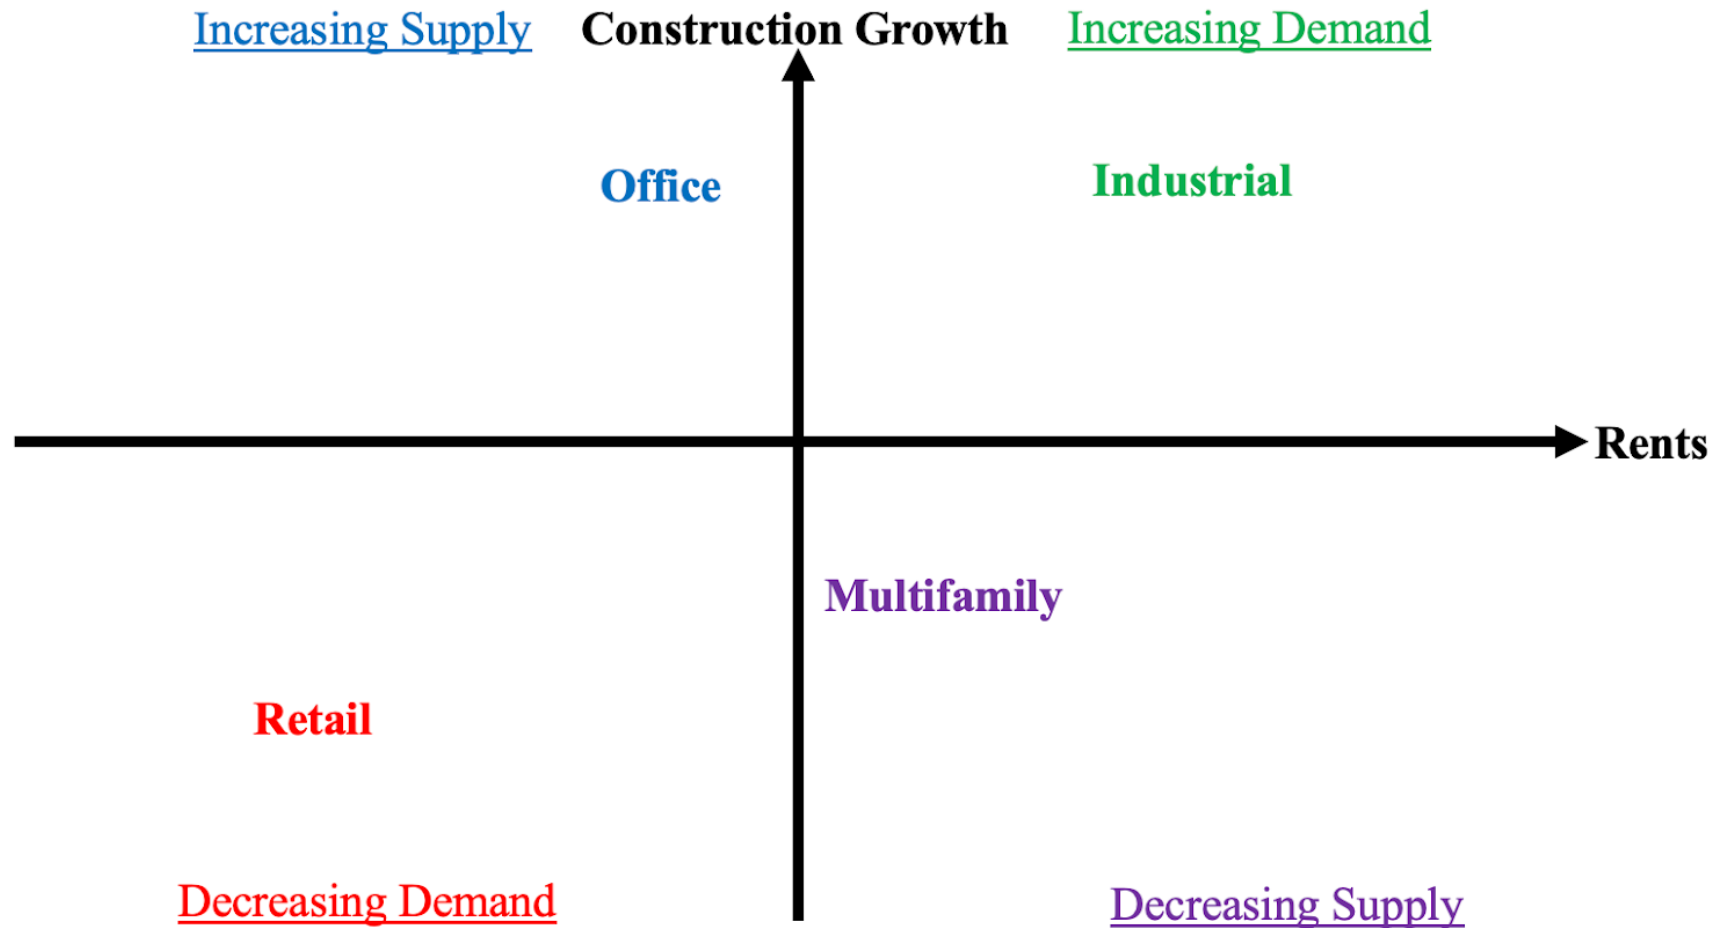 Increasing Supply
Construction Growth
Increasing Demand
Office
Industrial
Rents
Multifamily
Retail
Decreasing Demand
Decreasing Supply